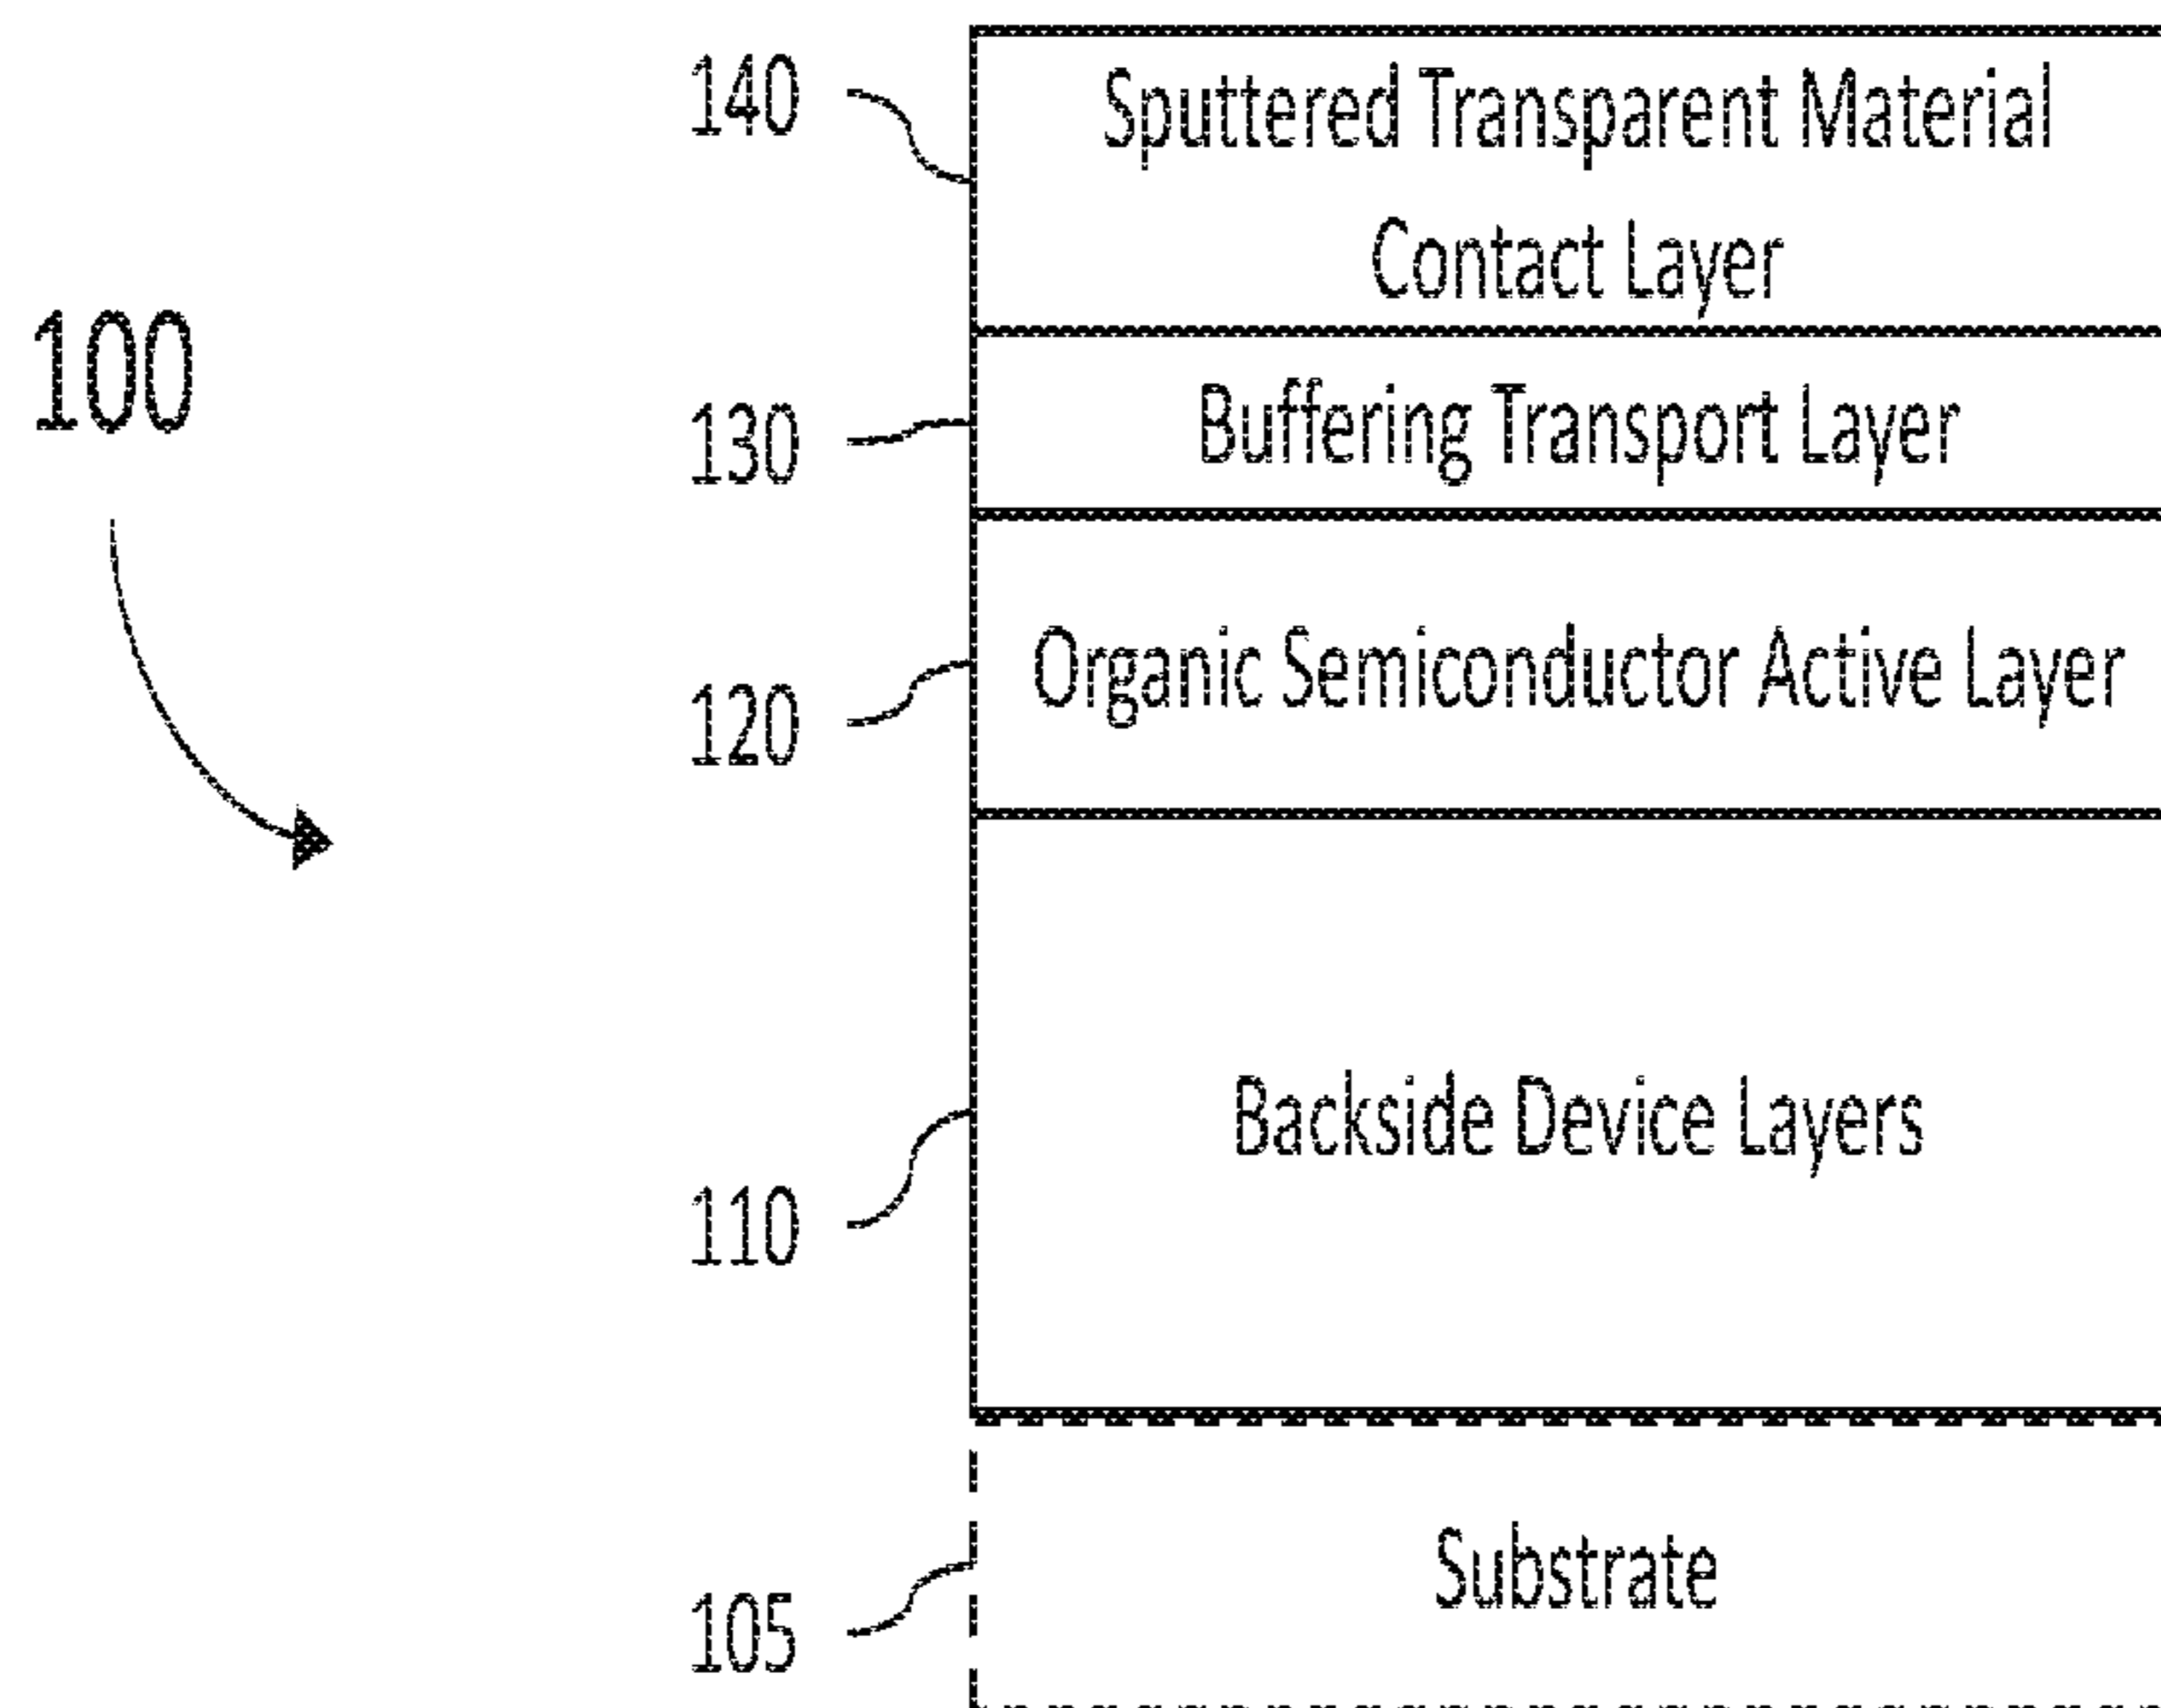 140
Sputtered Transparent Material
Contact Layer
100
130
Buffering Transport Layer
120
Organic Semiconductor Active Layer
110
Backside Device Layers
105
Substrate